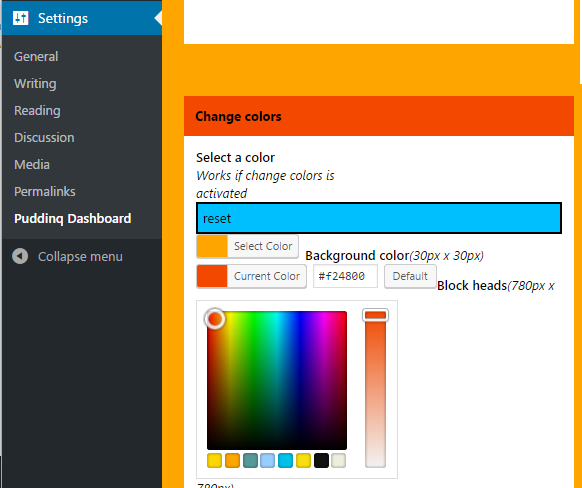 Settings
General
Writing
Reading
Discussion
Media
Permalinks
Puddinq Dashboard
Collapse menu
Change colors
Select a color
Works if change colors is
activated
reset
Select Color Background color(30px x 30px)
Current Color #f24800 Default Block heads(780px x
780px)